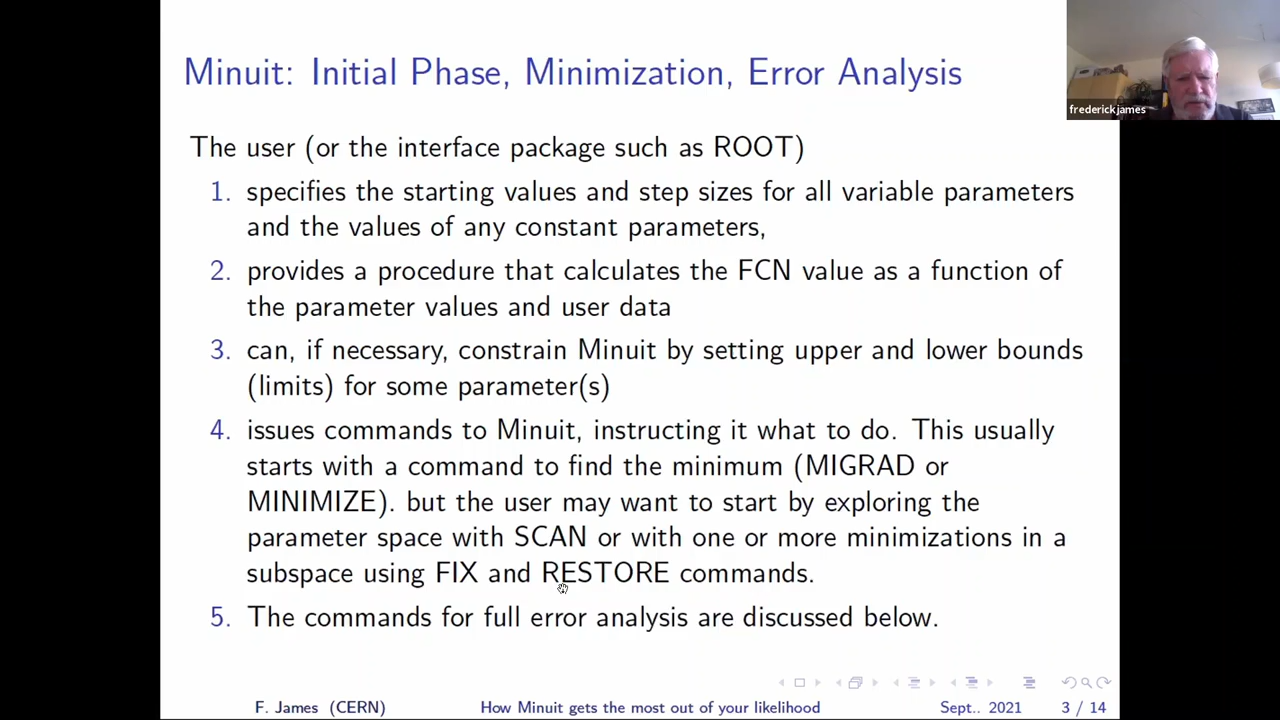 Minuit: Initial Phase, Minimization, Error Analysis
frederick james
The user (or the interface package such as ROOT)
1. specifies the starting values and step sizes for all variable parameters
and the values of any constant parameters,
2. provides a procedure that calculates the FCN value as a function of
the parameter values and user data
3. can, if necessary, constrain Minuit by setting upper and lower bounds
(limits) for some parameter(s)
4. issues commands to Minuit, instructing it what to do. This usually
starts with a command to find the minimum (MIGRAD or
MINIMIZE). but the user may want to start by exploring the
parameter space with SCAN or with one or more minimizations in a
subspace using FIX and RESTORE commands.
5. The commands for full error analysis are discussed below.
F. James (CERN) How Minuit gets the most out of your likelihood Sept.. 2021 3 / 14